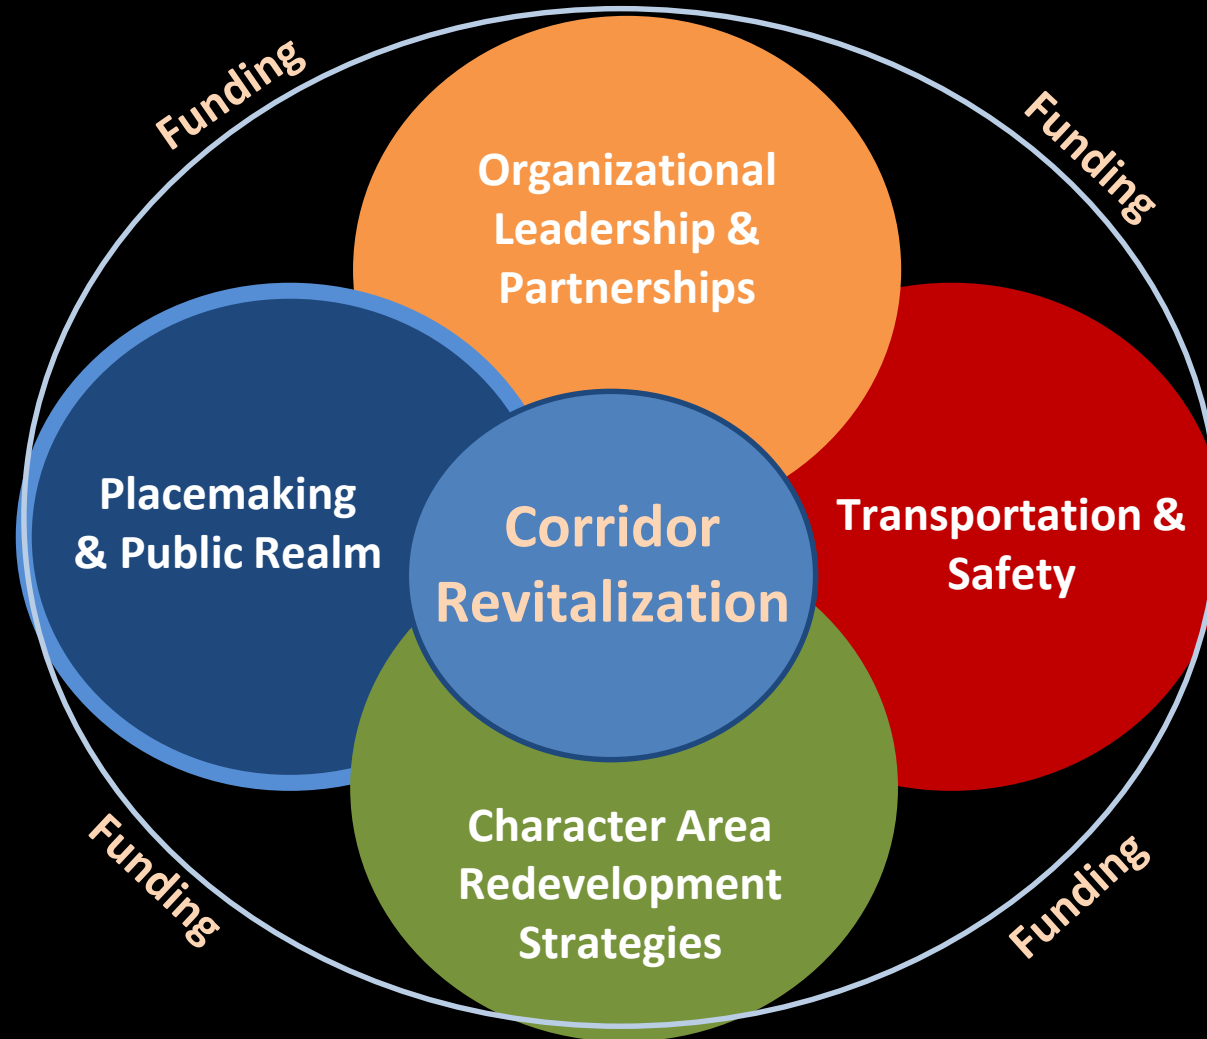 Funding
Funding
Organizational
Leadership &
Partnerships
Placemaking
& Public Realm
Corridor
Revitalization
Transportation &
Safety
Character Area
Redevelopment
Strategies
Funding
Funding